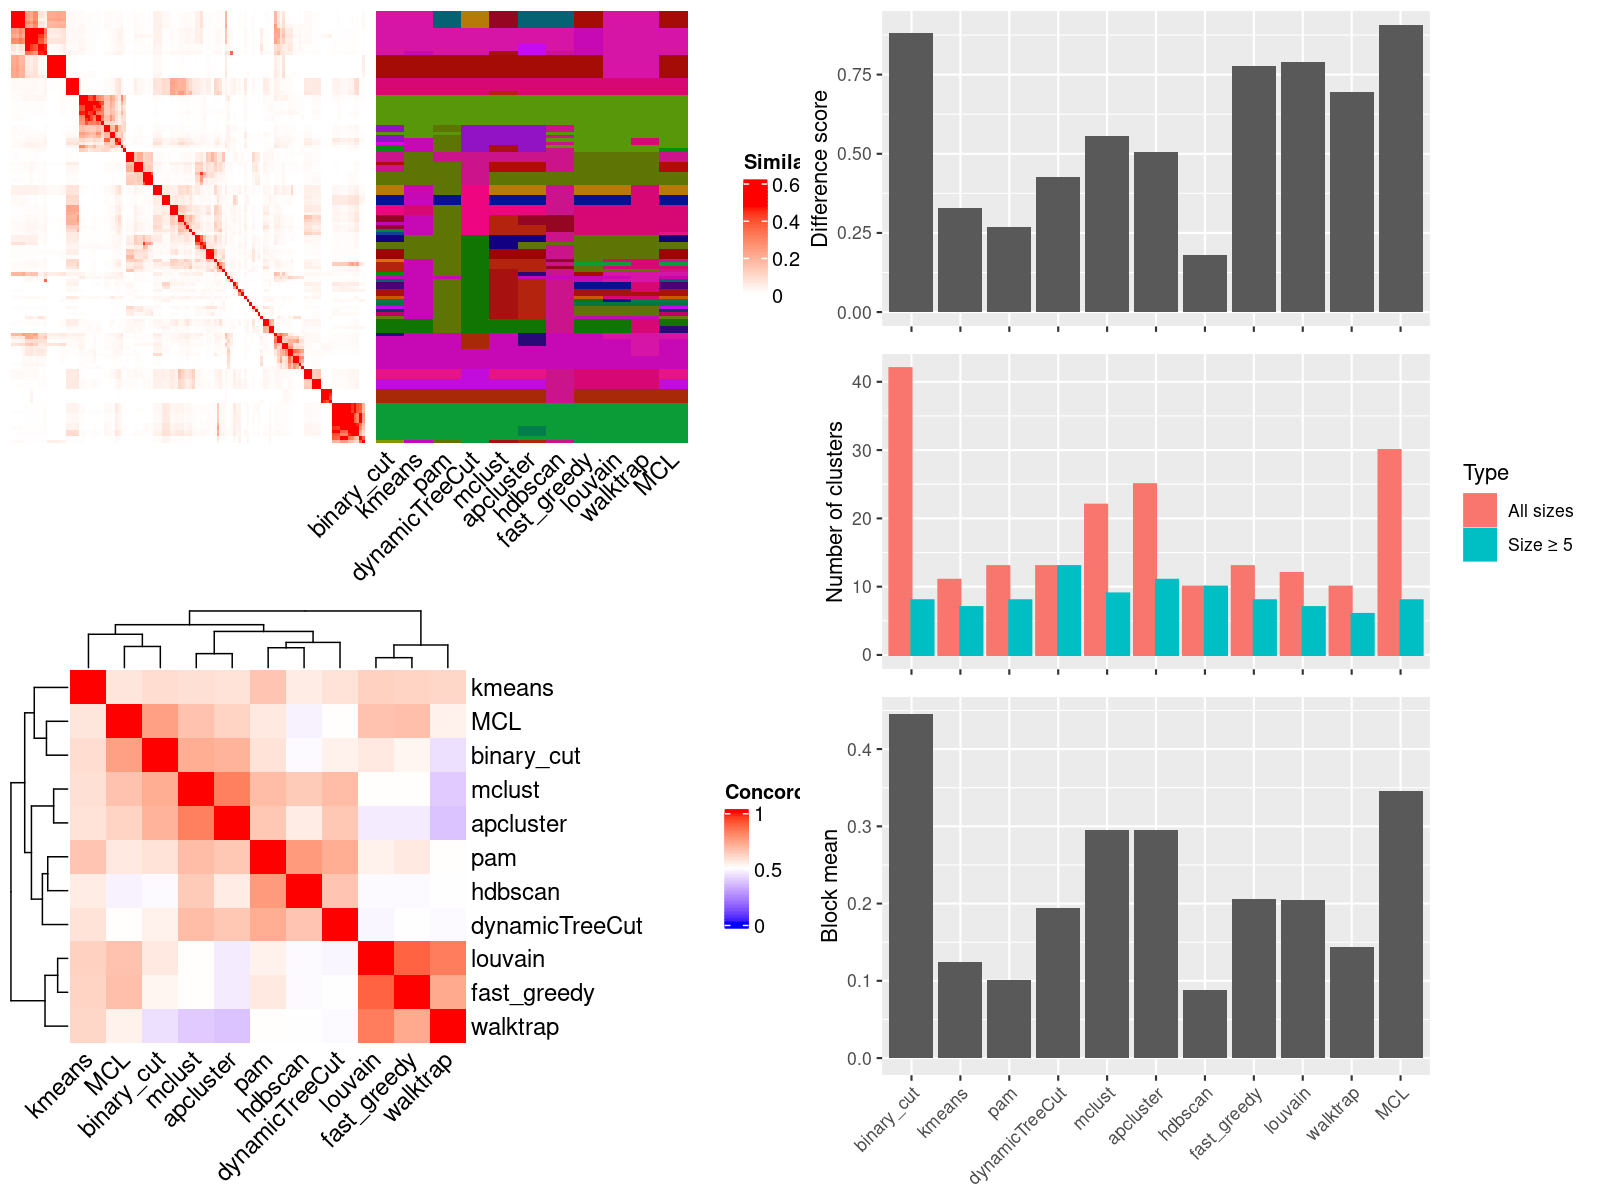 Simila
0.6
0.4
0.2
0
binary_cut
kmeans
pam
dynamicTreeCut
mclust
apcluster
hdbscan
fast_greedy
louvain
walktrap
MCL
Difference score
0.75
0.50
0.25
0.00
Number of clusters
40
30
20
10
0
Type
All sizes
Size ≥ 5
Block mean
0.4
0.3
0.2
0.1
0.0
binary_cut
kmeans
pam
dynamicTreeCut
mclust
apcluster
hdbscan
fast_greedy
louvain
walktrap
MCL
kmeans
MCL
binary_cut
mclust
apcluster
pam
hdbscan
dynamicTreeCut
louvain
fast_greedy
walktrap
kmeans
MCL
binary_cut
mclust
apcluster
pam
hdbscan
dynamicTreeCut
louvain
fast_greedy
walktrap
Concord
1
0.5
0